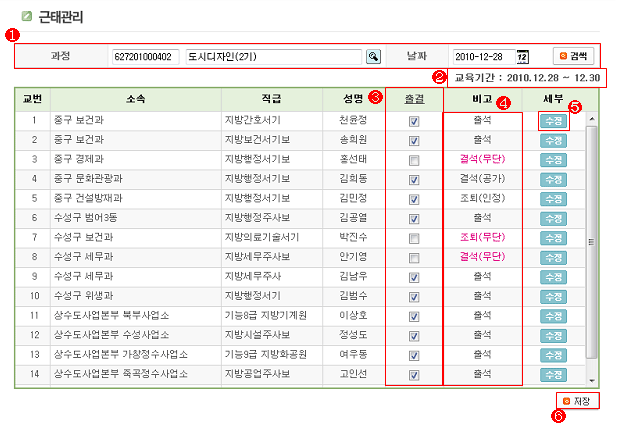 근태관리
1
과정 627201000402 도시디자인(2기) 날짜 2010-12-28 12 검색
2 교육기간 : 2010.12.28 ~ 12.30
교번 소속 직급 성명 3 출결 비고 4 세부 5
1 중구 보건과 지방간호서기 천윤정 출석 수정
2 중구 보건과 지방보건서기보 송희원 출석 수정
3 중구 경제과 지방행정서기보 홍선태 결석(무단) 수정
4 중구 문화관광과 지방행정서기보 김희동 결석(공가) 수정
5 중구 건설방재과 지방행정서기보 김민정 조퇴(인정) 수정
6 수성구 범어3동 지방행정주사보 김공열 출석 수정
7 수성구 보건과 지방의료기술서기 박진수 조퇴(무단) 수정
8 수성구 세무과 지방세무주사보 안기영 결석(무단) 수정
9 수성구 세무과 지방세무주사 김남우 출석 수정
10 수성구 위생과 지방행정서기 김범수 출석 수정
11 상수도사업본부 북부사업소 기능8급 지방기계원 이상호 출석 수정
12 상수도사업본부 수성사업소 지방시설주사보 정성도 출석 수정
13 상수도사업본부 가창정수사업소 기능9급 지방화공원 여우동 출석 수정
14 상수도사업본부 죽곡정수사업소 지방공업주사보 고인선 출석 수정
저장
6